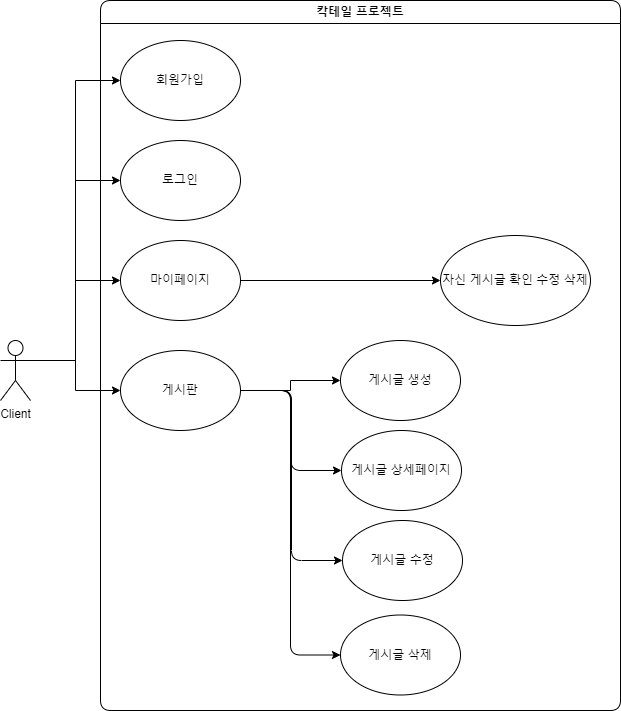 칵테일 프로젝트
회원가입
로그인
마이페이지
자신 게시글 확인 수정 삭제
게시판
게시글 생성
Client
게시글 상세페이지
게시글 수정
게시글 삭제